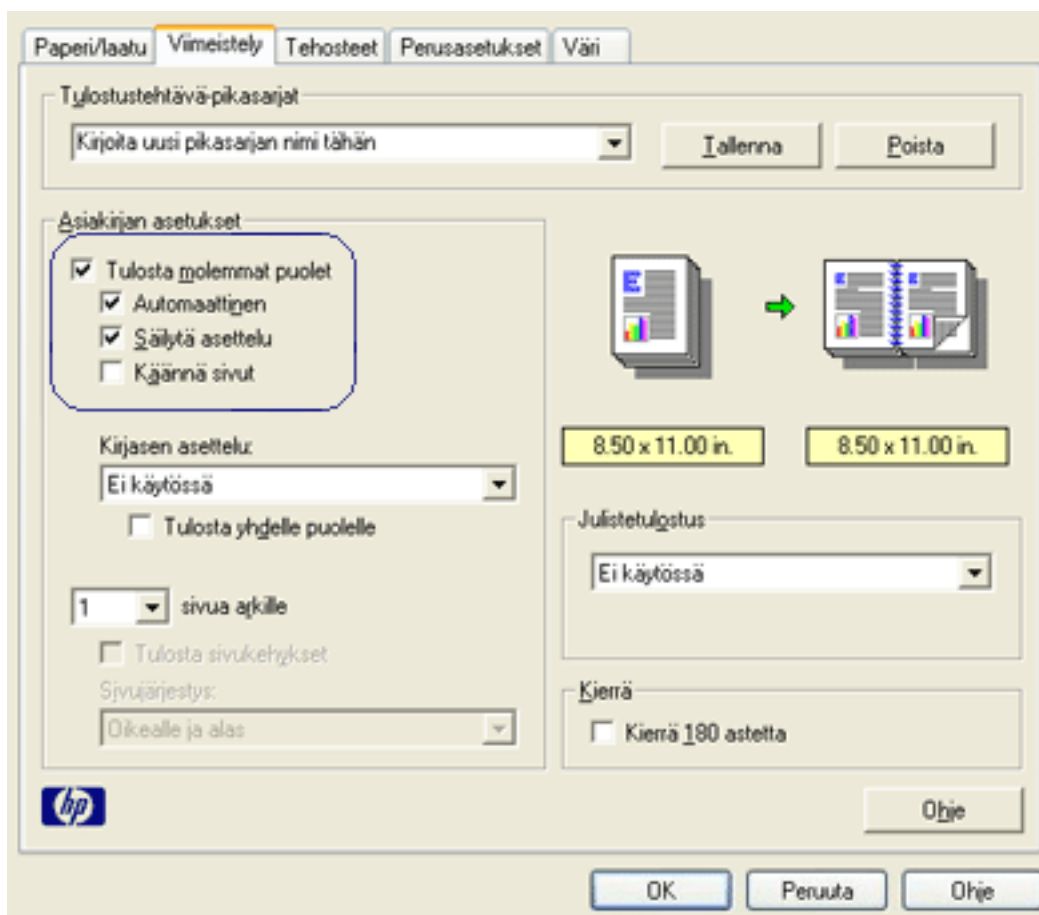 Paperi/laatu Viimeistely Tehosteet Perusasetukset Väri
Tulostustehtävä-pikasarjat
Kirjoita uusi pikasarjan nimi tähän Tallenna Poista
Asiakirjan asetukset
Tulosta molemmat puolet
Automaattinen
Säilytä asettelu
Käännä sivut
E
E E
8.50 x 11.00 in. 8.50 x 11.00 in.
Kirjasen asettelu:
Ei käytössä
Tulosta yhdelle puolelle
Julistetulostus
Ei käytössä
1 sivua arkille
Tulosta sivukehykset
Sivujärjestys:
Oikealle ja alas
Kierrä
Kierrä 180 astetta
hp
Ohje
OK Peruuta Ohje